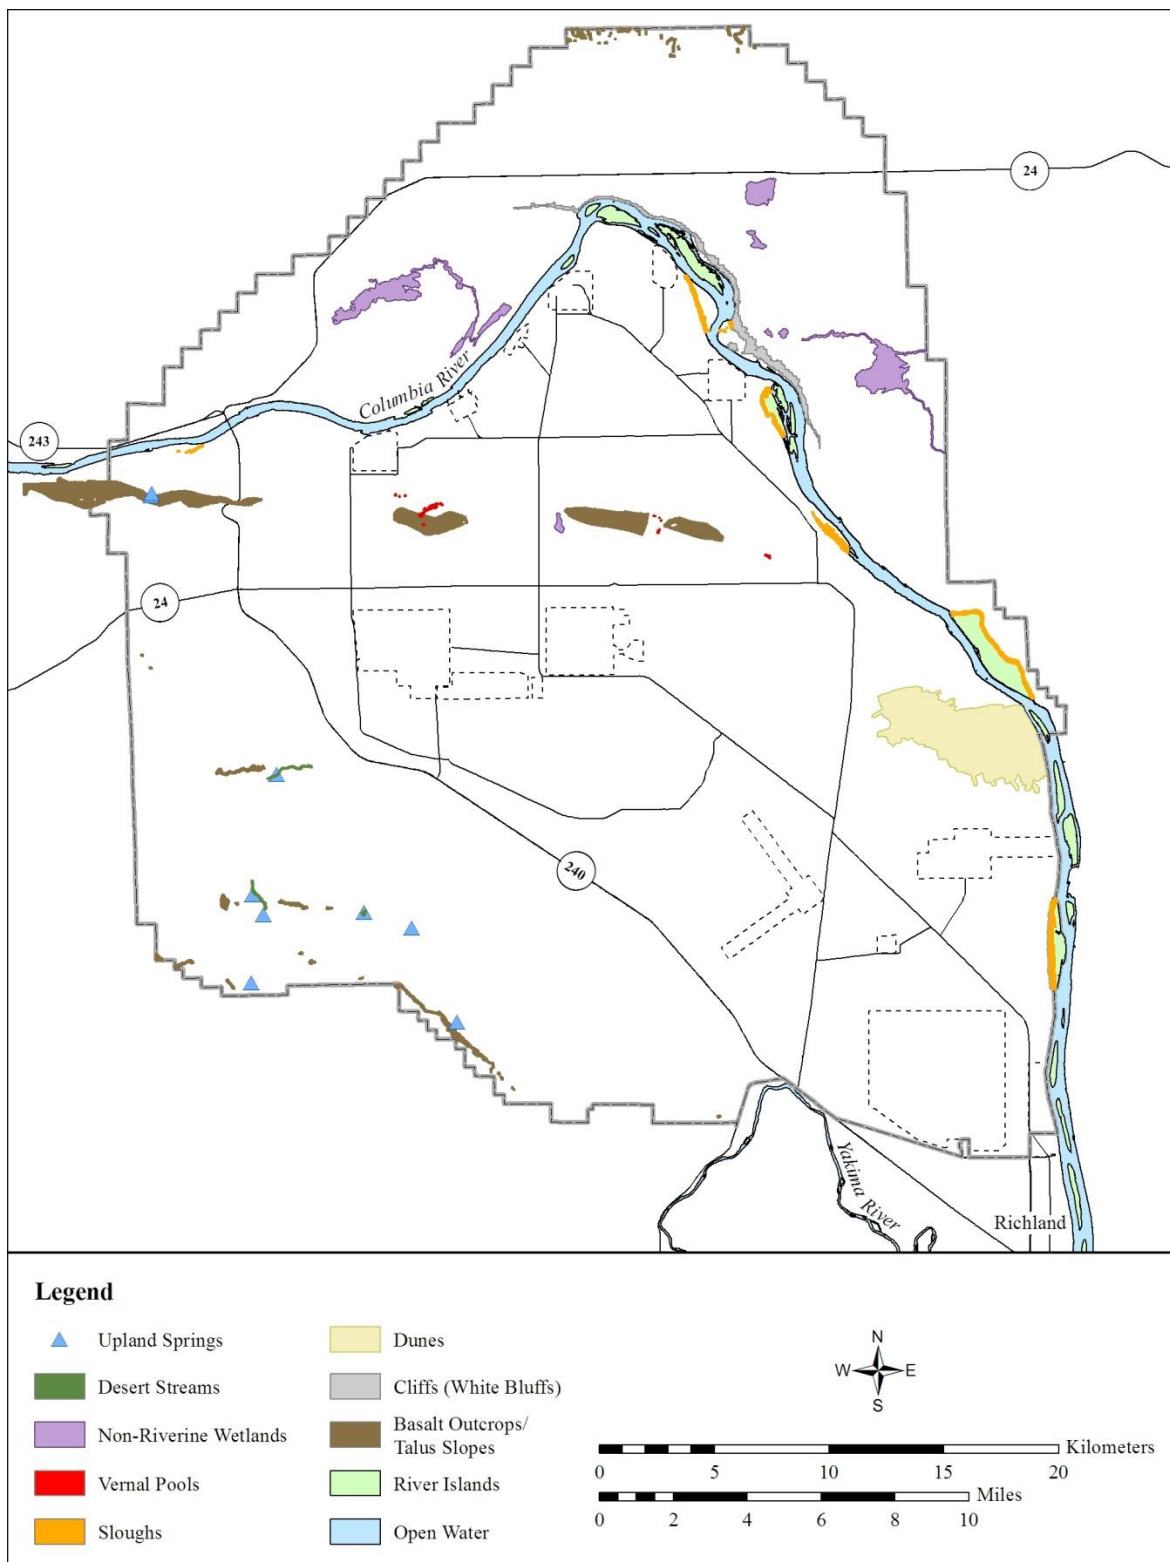 24
Columbia River
243
24
240
Yakima River
Richland
Legend
Upland Springs
Desert Streams
Non-Riverine Wetlands
Vernal Pools
Sloughs
Dunes
Cliffs (White Bluffs)
Basalt Outcrops/
Talus Slopes
River Islands
Open Water
N
W E
S
Kilometers
0 5 10 15 20
Miles
0 2 4 6 8 10